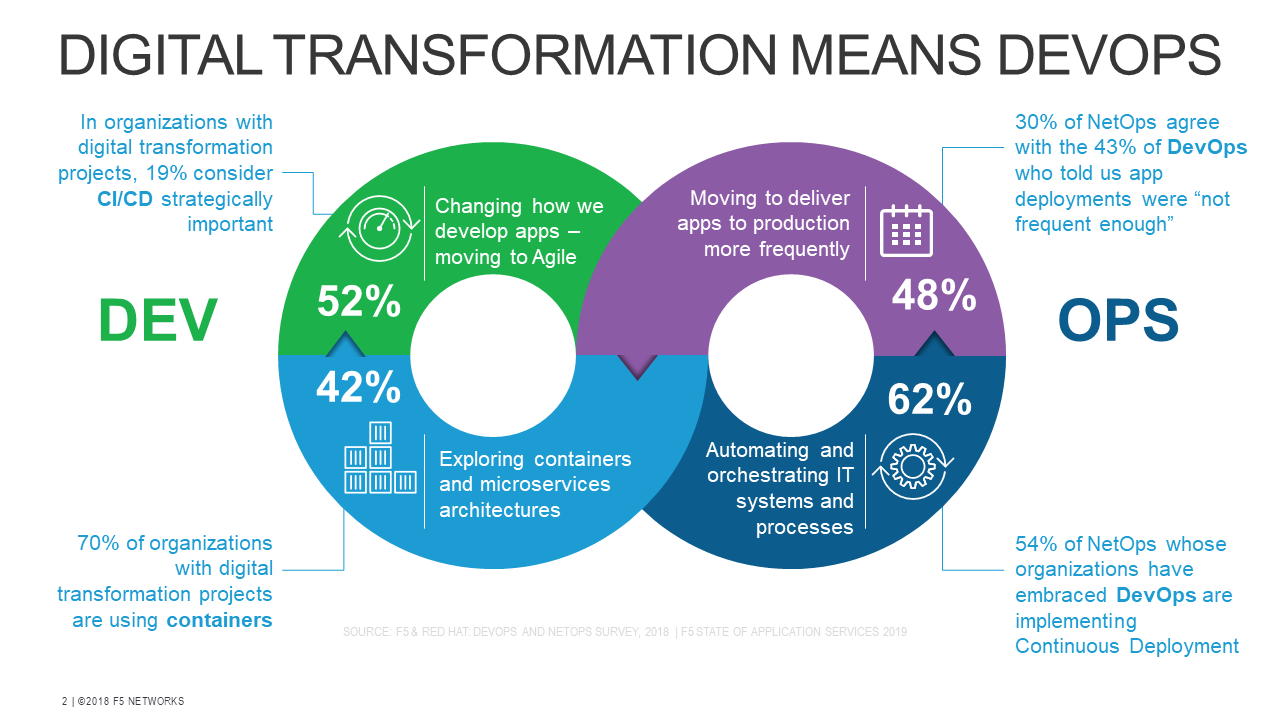 DIGITAL TRANSFORMATION MEANS DEVOPS
In organizations with
digital transformation
projects, 19% consider
CI/CD strategically
important
30% of NetOps agree
with the 43% of DevOps
who told us app
deployments were “not
frequent enough”
Changing how we
develop apps –
moving to Agile
52%
Moving to deliver
apps to production
more frequently
48%
DEV
OPS
42%
Exploring containers
and microservices
architectures
62%
Automating and
orchestrating IT
systems and
processes
70% of organizations
with digital
transformation projects
are using containers
54% of NetOps whose
organizations have
embraced DevOps are
implementing
Continuous Deployment
SOURCE: F5 & RED HAT: DEVOPS AND NETOPS SURVEY, 2018 | F5 STATE OF APPLICATION SERVICES 2019
2 | ©2018 F5 NETWORKS